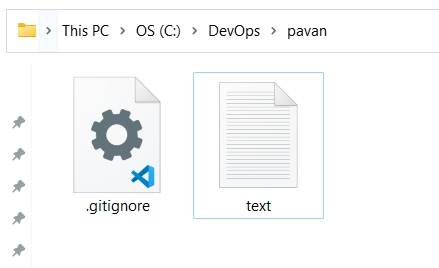 This PC > OS (C:) > DevOps > pavan
.gitignore
text